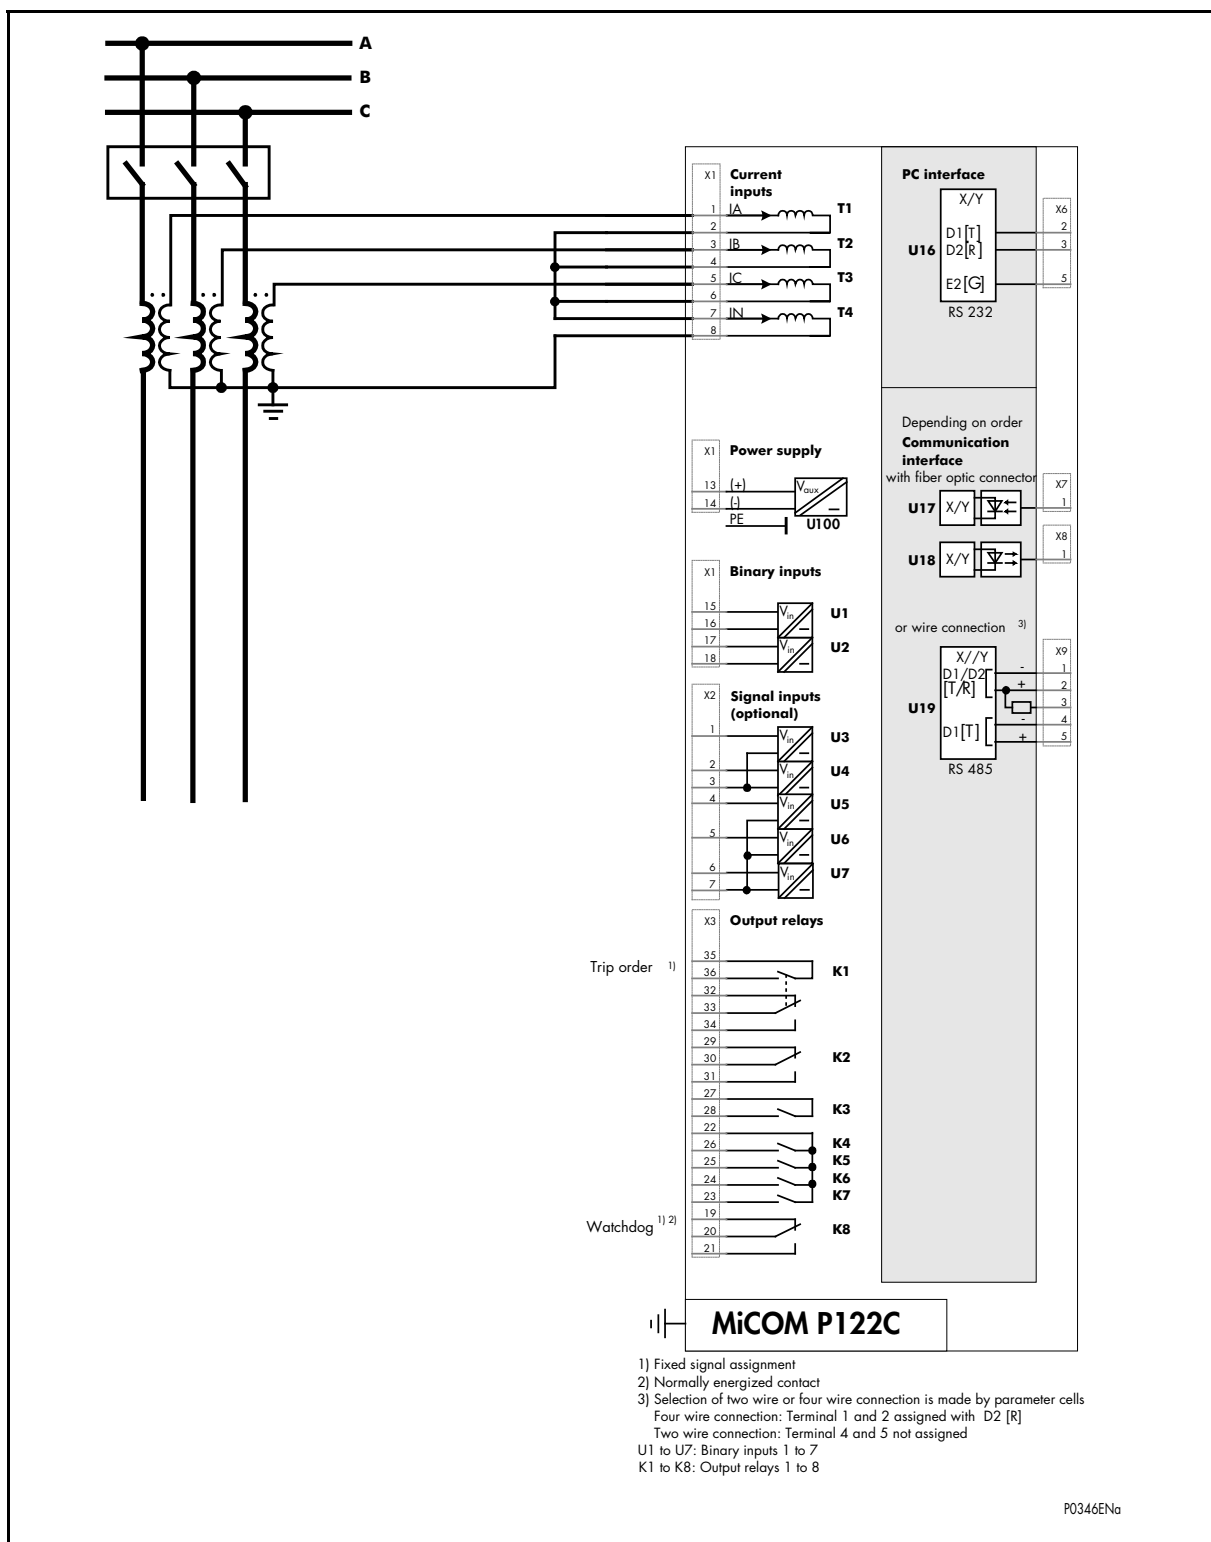 A
B
C
X1 Current inputs
1 IA T1
2
3 IB T2
4
5 IC T3
6
7 IN T4
8
X1 Power supply
13 (+) Vaux
14 (-)
PE U100
X1 Binary inputs
15 Vin U1
16
17 Vin U2
18
X2 Signal inputs (optional)
1 Vin U3
2 Vin U4
3
4 Vin U5
5 Vin U6
6 Vin U7
7
X3 Output relays
35
Trip order 1) 36 K1
32
33
34
29
30 K2
31
27
28 K3
22
26 K4
25 K5
24 K6
23 K7
19
Watchdog 1) 2) 20 K8
21
PC interface
X/Y X6
D1[T] 2
U16 D2[R] 3
E2[G] 5
RS 232
Depending on order
Communication
interface
with fiber optic connector
X7
U17 X/Y 1
X8
U18 X/Y 1
or wire connection 3)
X//Y X9
D1/D2 - 1
[T/R] + 2
U19 3
D1[T] - 4
+ 5
RS 485
MiCOM P122C
1) Fixed signal assignment
2) Normally energized contact
3) Selection of two wire or four wire connection is made by parameter cells
Four wire connection: Terminal 1 and 2 assigned with D2 [R]
Two wire connection: Terminal 4 and 5 not assigned
U1 to U7: Binary inputs 1 to 7
K1 to K8: Output relays 1 to 8
P0346ENa